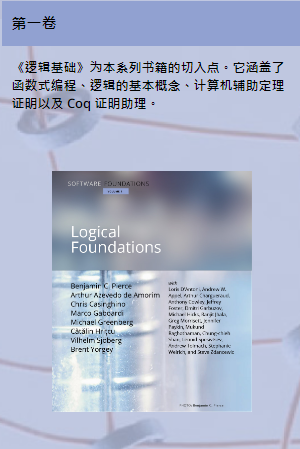 第一卷
《逻辑基础》为本系列书籍的切入点。它涵盖了
函数式编程、逻辑的基本概念、计算机辅助定理
证明以及 Coq 证明助理。
SOFTWARE FOUNDATIONS
Logical
Foundations
Benjamin C. Pierce
Arthur Azevedo de Amorim
Chris Casinghino
Marco Gaboardi
Michael Greenberg
Cătălin Hriţcu
Vilhelm Sjöberg
Brent Yorgey
with
Loris D'Antoni, Andrew W.
Appel, Arthur Charguéraud,
Anthony Cowley, Jeffrey
Foster, Dmitri Garbuzov,
Michael Hicks, Ranjit Jhala,
Greg Morrisett, Jennifer
Paykin, Mukund
Raghothaman, Chung-chieh
Shan, Leonid Spesivtsev,
Andrew Tolmach, Stephanie
Weirich, and Steve Zdancewic